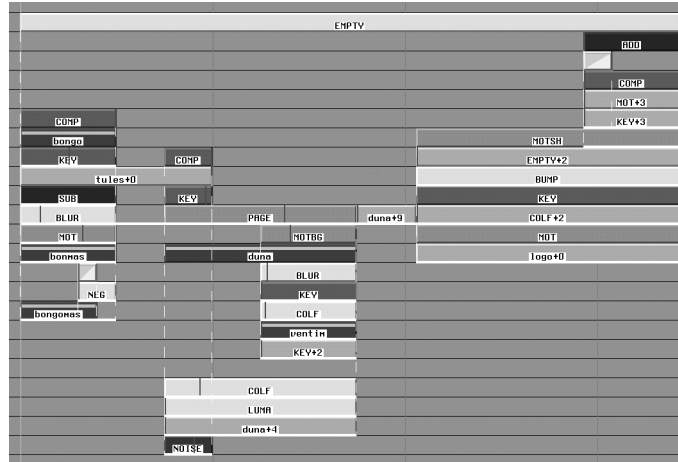 EMPTY
ADD
COMP
MOT+3
COMP
KEY+3
bongo
MOTSH
KEY
COMP
EMPTY+2
tules+0
BUMP
SUB
KEY
KEY
BLUR
PAGE
duna+9
COLF+2
MOT
MOTBG
MOT
bonmas
duna
logo+0
BLUR
NEG
KEY
bongomas
COLF
ventim
KEY+2
COLF
LUMA
duna+4
NOISE